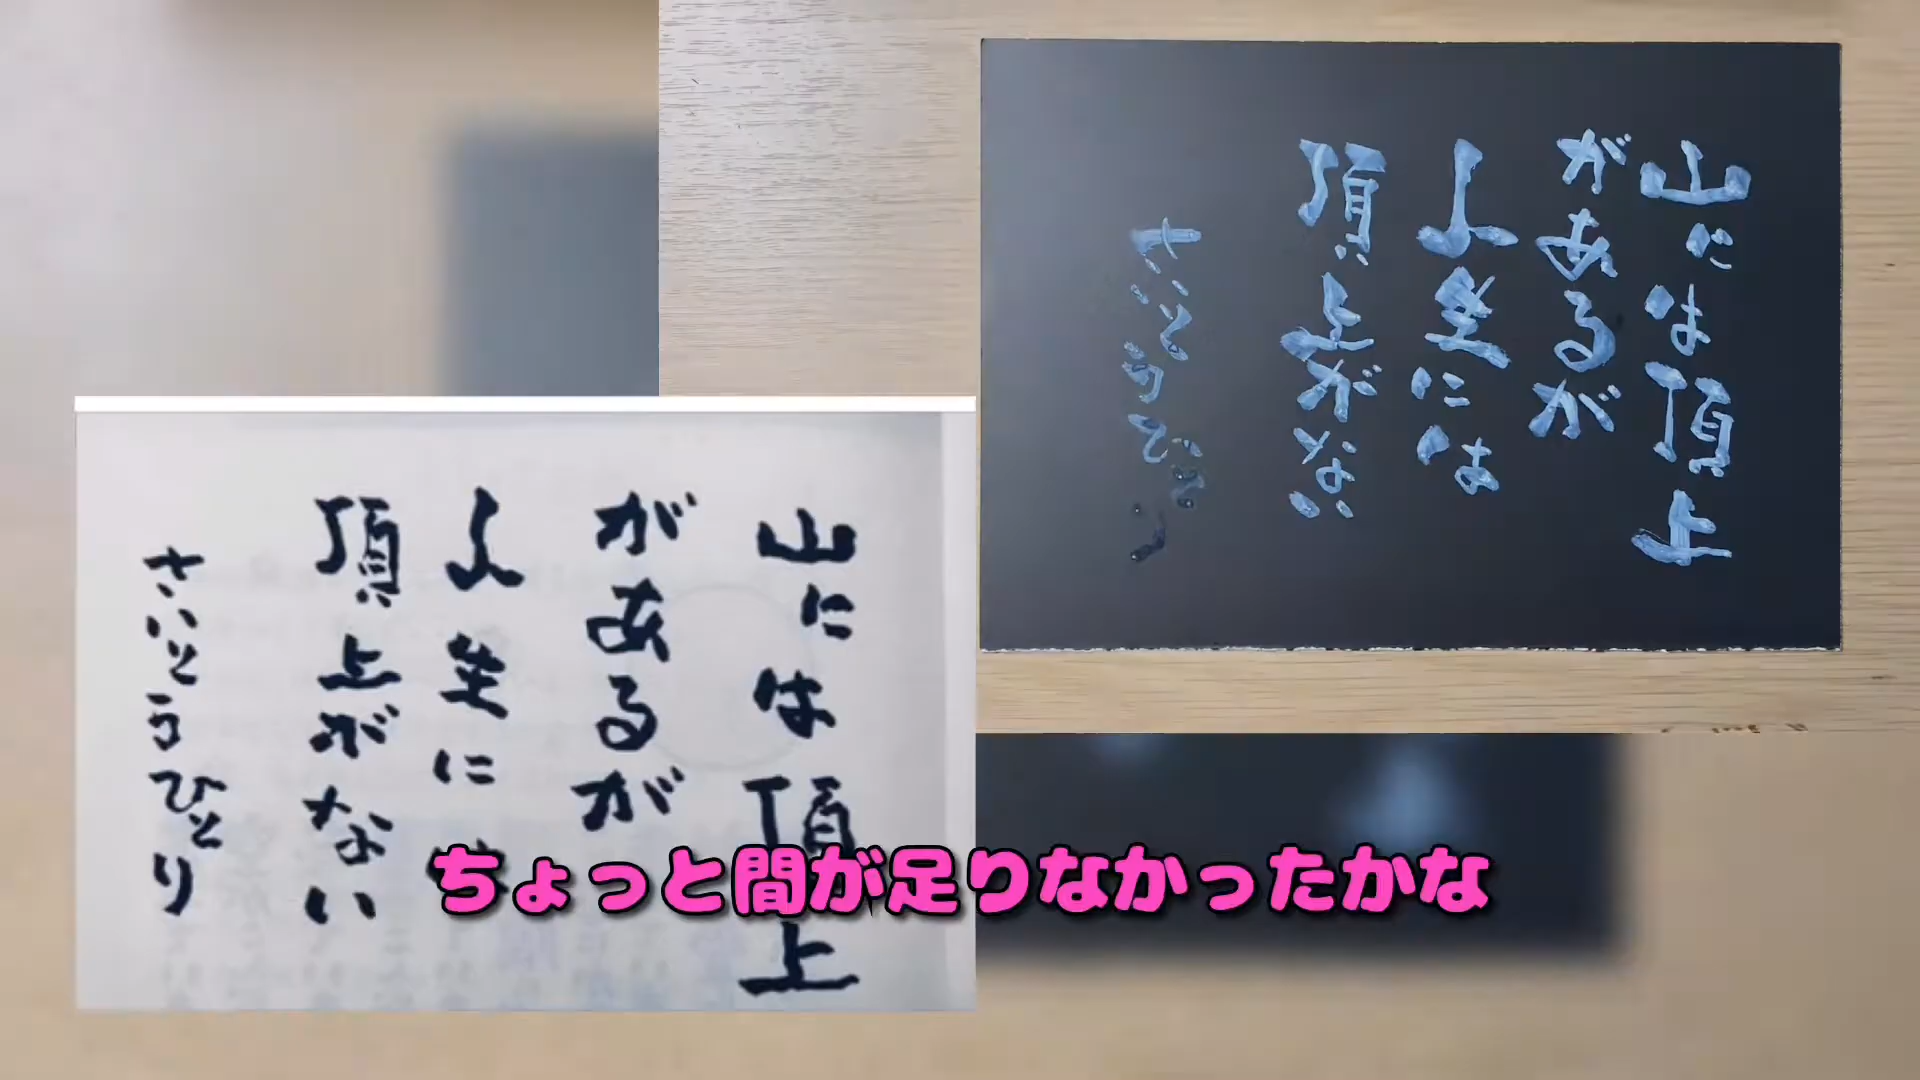 山には頂上
があるが
人生には
頂上がない
さいとうひとり
山には頂上
があるが
人生に
頂上がない
さいとうひとり
ちょっと間が足りなかったかな